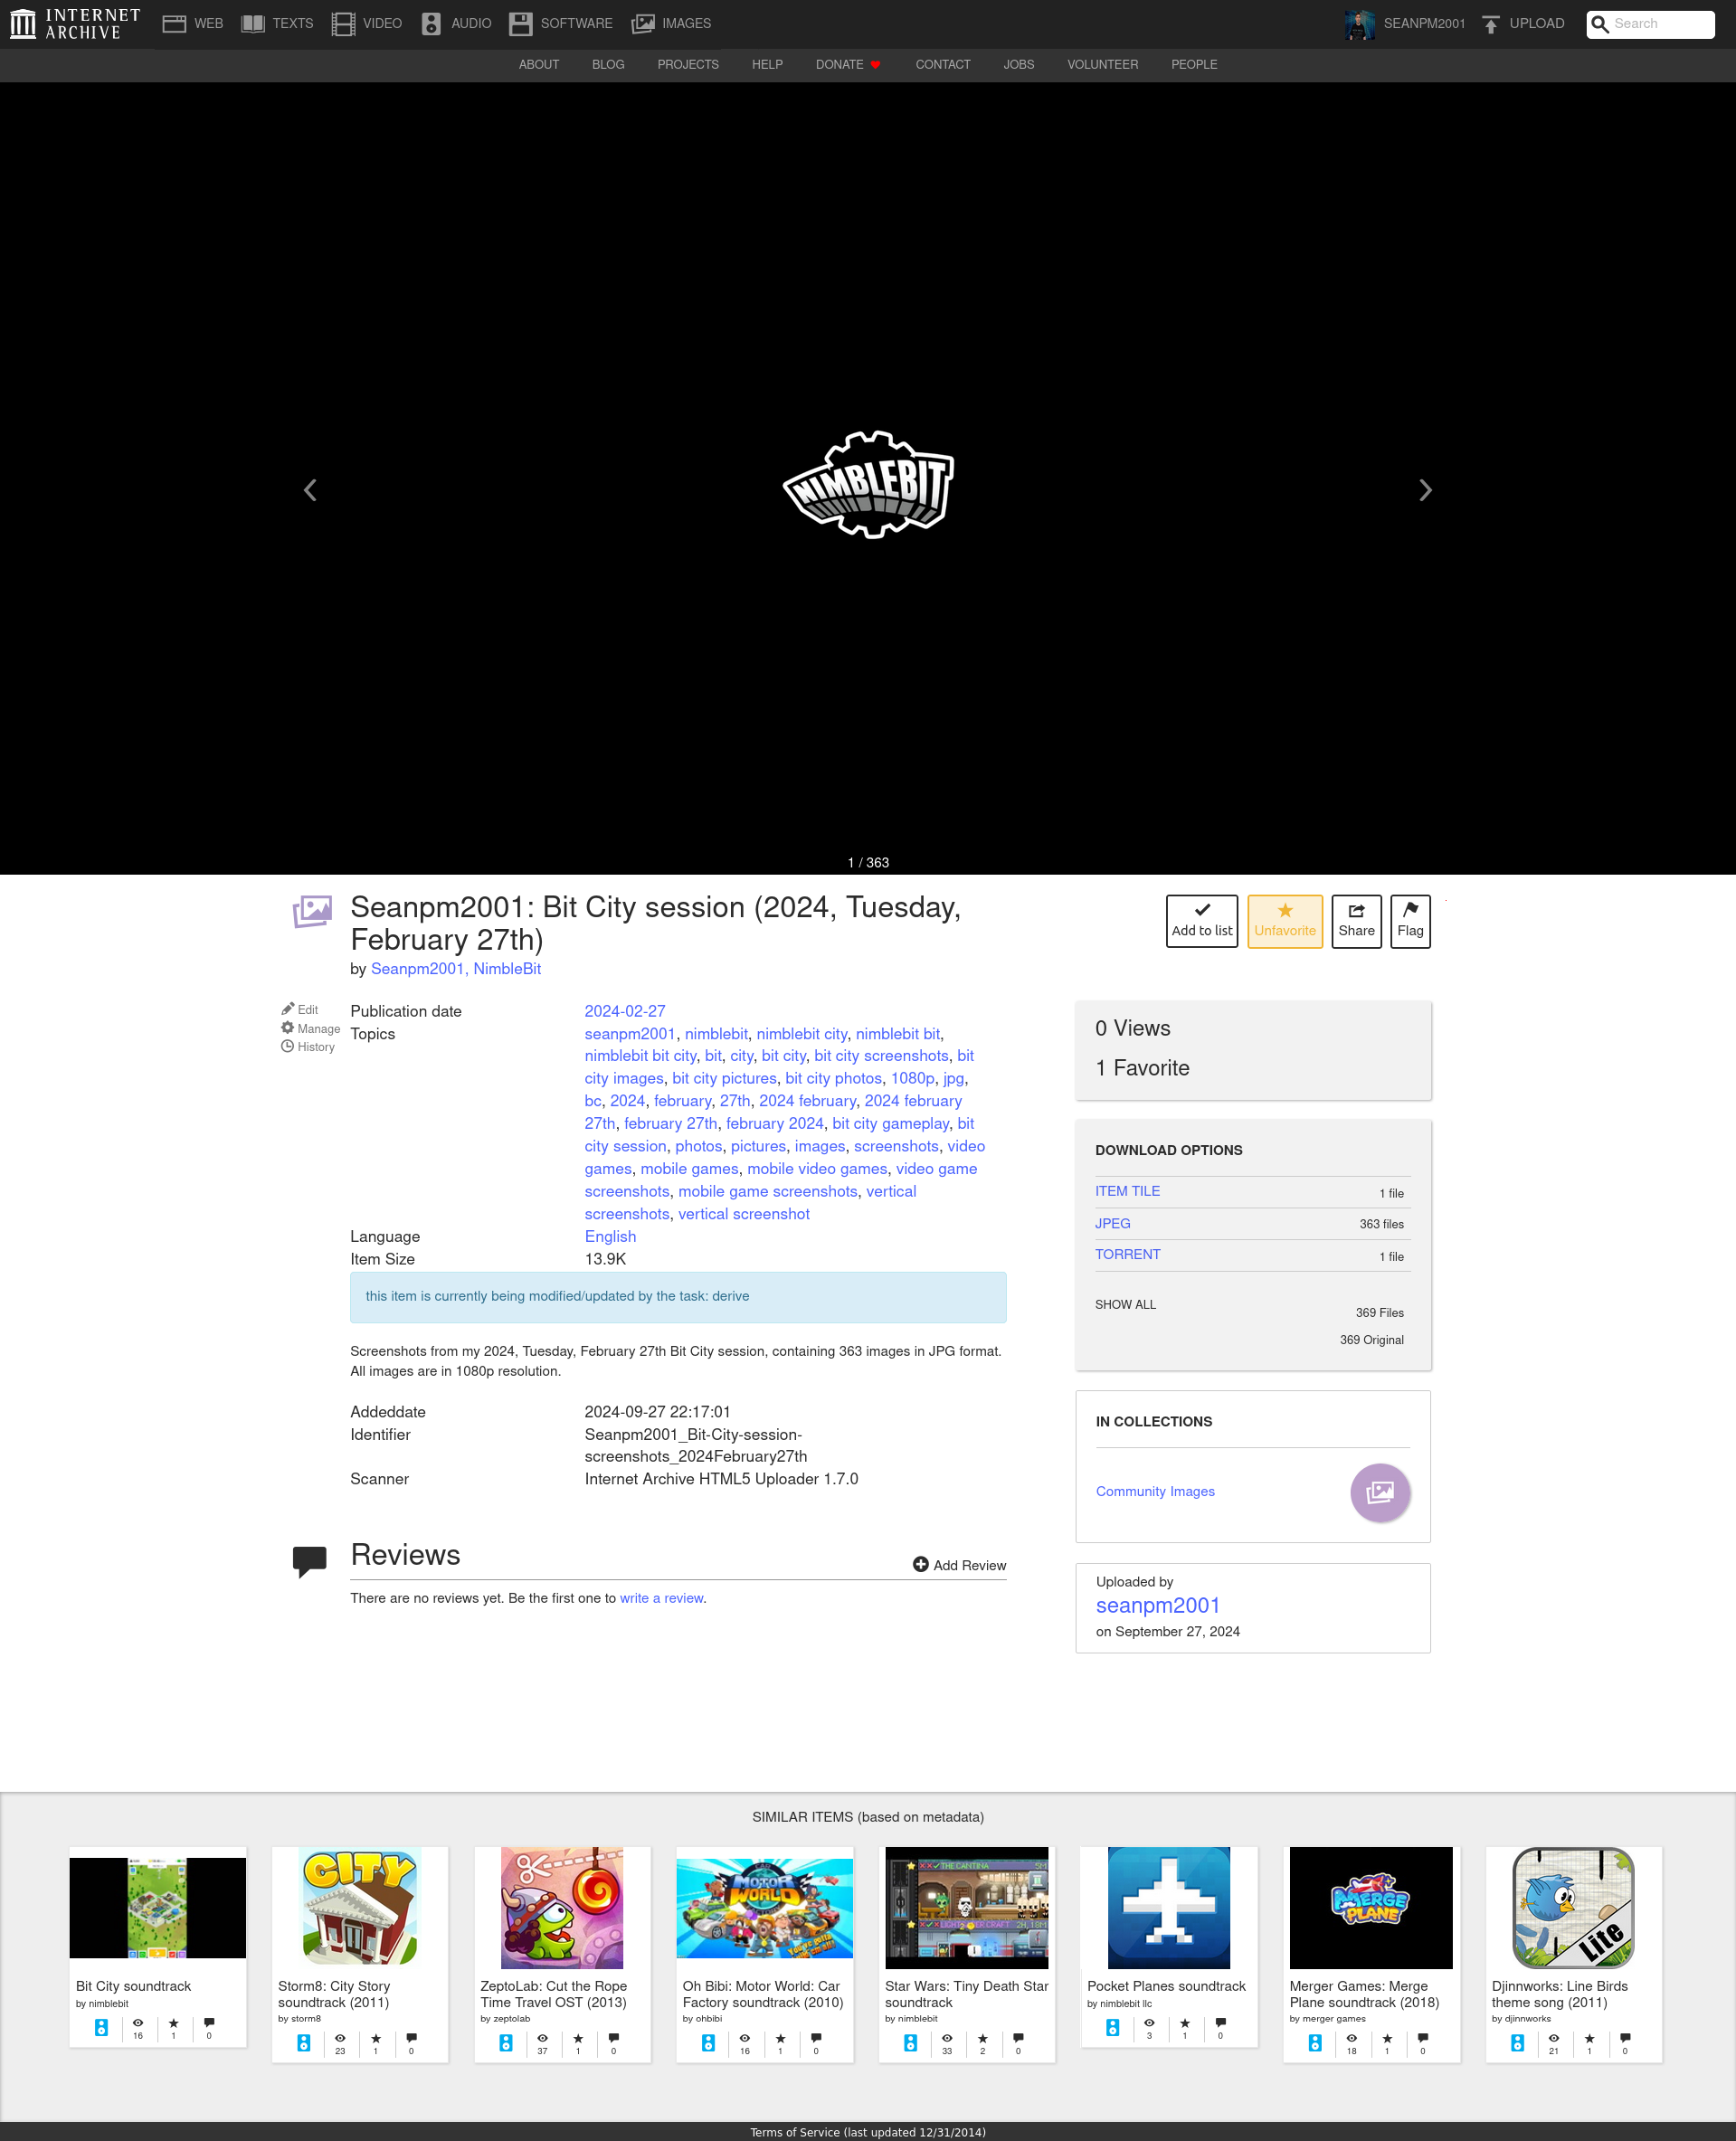 INTERNET ARCHIVE
WEB
TEXTS
VIDEO
AUDIO
SOFTWARE
IMAGES
SEANPM2001
UPLOAD
Search
ABOUT
BLOG
PROJECTS
HELP
DONATE
CONTACT
JOBS
VOLUNTEER
PEOPLE
NIMBLEBIT
1 / 363
Seanpm2001: Bit City session (2024, Tuesday,
February 27th)
by Seanpm2001, NimbleBit
Add to list
Unfavorite
Share
Flag
Edit
Manage
History
Publication date 2024-02-27
Topics seanpm2001, nimblebit, nimblebit city, nimblebit bit,
nimblebit bit city, bit, city, bit city, bit city screenshots, bit
city images, bit city pictures, bit city photos, 1080p, jpg,
bc, 2024, february, 27th, 2024 february, 2024 february
27th, february 27th, february 2024, bit city gameplay, bit
city session, photos, pictures, images, screenshots, video
games, mobile games, mobile video games, video game
screenshots, mobile game screenshots, vertical
screenshots, vertical screenshot
Language English
Item Size 13.9K
this item is currently being modified/updated by the task: derive
Screenshots from my 2024, Tuesday, February 27th Bit City session, containing 363 images in JPG format.
All images are in 1080p resolution.
Addeddate 2024-09-27 22:17:01
Identifier Seanpm2001_Bit-City-session-
screenshots_2024February27th
Scanner Internet Archive HTML5 Uploader 1.7.0
Reviews
Add Review
There are no reviews yet. Be the first one to write a review.
0 Views
1 Favorite
DOWNLOAD OPTIONS
ITEM TILE 1 file
JPEG 363 files
TORRENT 1 file
SHOW ALL 369 Files
369 Original
IN COLLECTIONS
Community Images
Uploaded by
seanpm2001
on September 27, 2024
SIMILAR ITEMS (based on metadata)
Bit City soundtrack
by nimblebit
16 1 0
CITY
Storm8: City Story
soundtrack (2011)
by storm8
23 1 0
ZeptoLab: Cut the Rope
Time Travel OST (2013)
by zeptolab
37 1 0
MOTOR
WORLD
Oh Bibi: Motor World: Car
Factory soundtrack (2010)
by ohbibi
16 1 0
THE CANTINA
Star Wars: Tiny Death Star
soundtrack
by nimblebit
33 2 0
Pocket Planes soundtrack
by nimblebit llc
3 1 0
MERGE
PLANE
Merger Games: Merge
Plane soundtrack (2018)
by merger games
18 1 0
Lite
Djinnworks: Line Birds
theme song (2011)
by djinnworks
21 1 0
Terms of Service (last updated 12/31/2014)